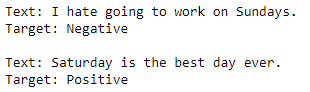 Text: I hate going to work on Sundays.
Target: Negative

Text: Saturday is the best day ever.
Target: Positive